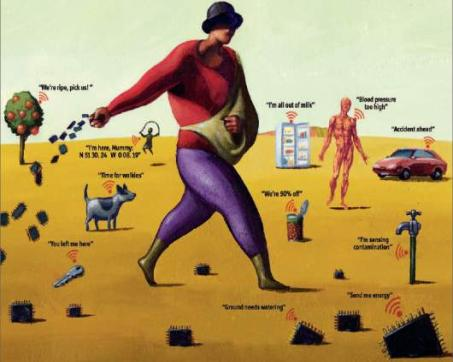 "We're ripe, pick us!"
"I'm all out of milk"
"Blood pressure
too high"
"Accident ahead!"
"I'm here, Mummy.
N 51.30. 24 W 0.08. 19"
"Time for walkies"
"We're 50% off"
"You left me here"
"I'm sensing
contamination"
"Send me energy"
"Ground needs watering"